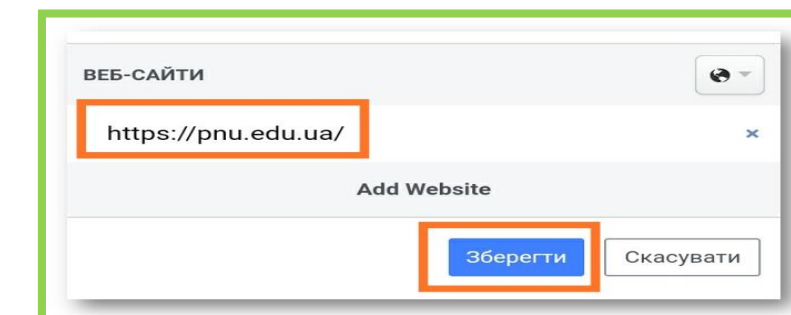 ВЕБ-САЙТИ
https://pnu.edu.ua/
Add Website
Зберегти Скасувати